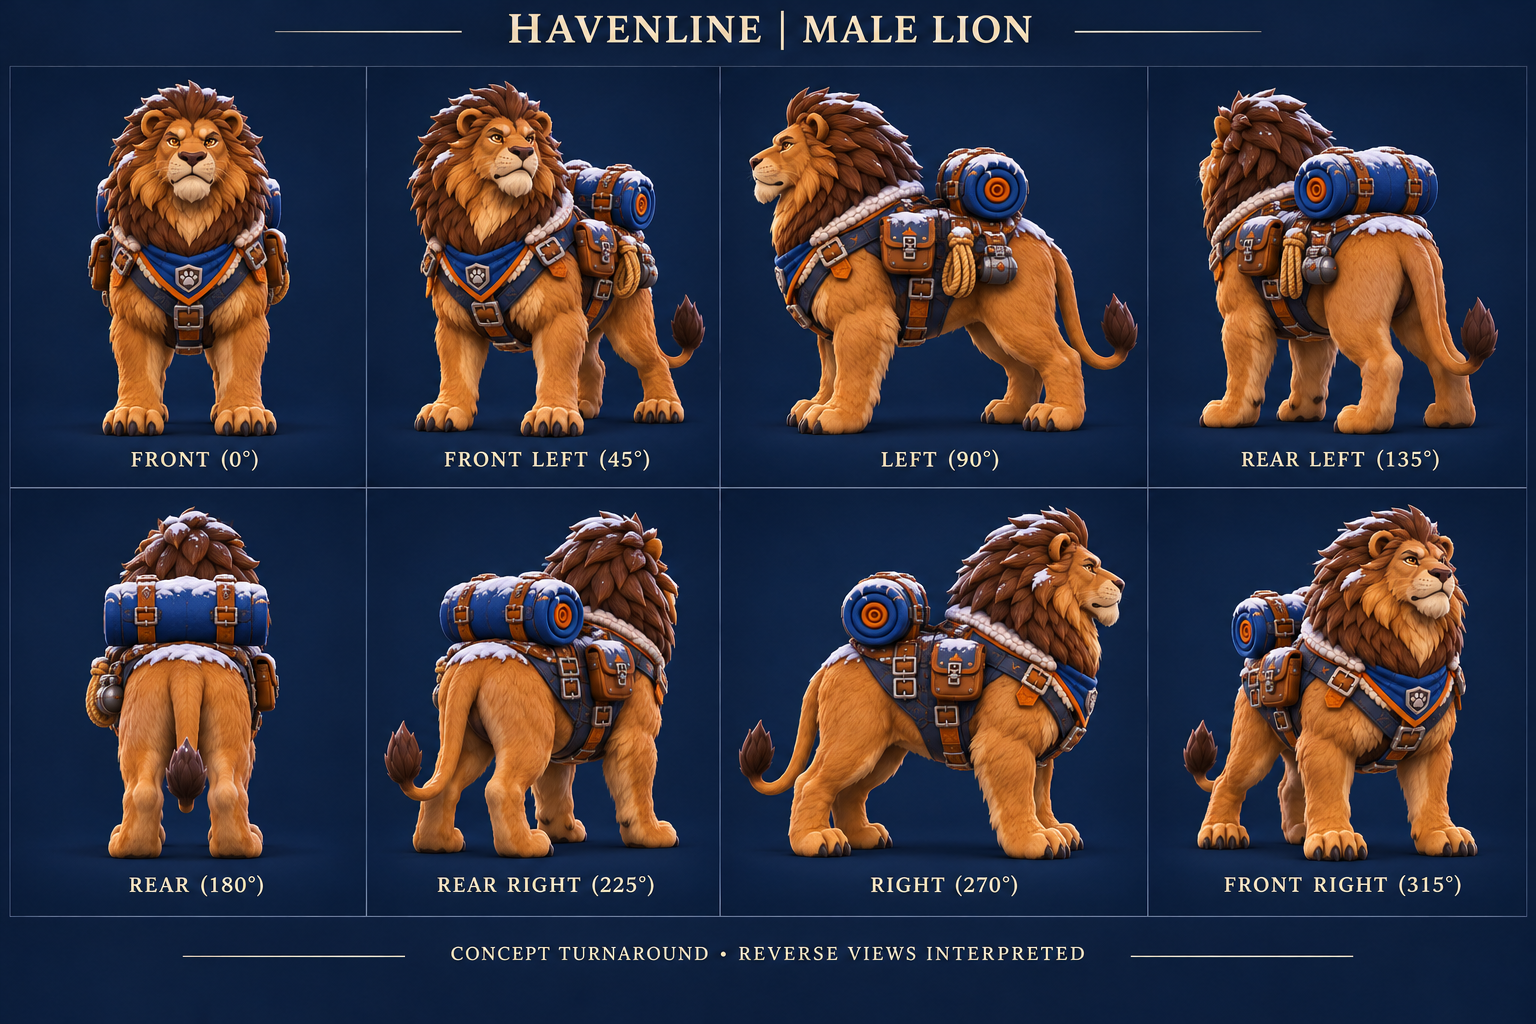 HAVENLINE | MALE LION
FRONT (0°)
FRONT LEFT (45°)
LEFT (90°)
REAR LEFT (135°)
REAR (180°)
REAR RIGHT (225°)
RIGHT (270°)
FRONT RIGHT (315°)
CONCEPT TURNAROUND • REVERSE VIEWS INTERPRETED